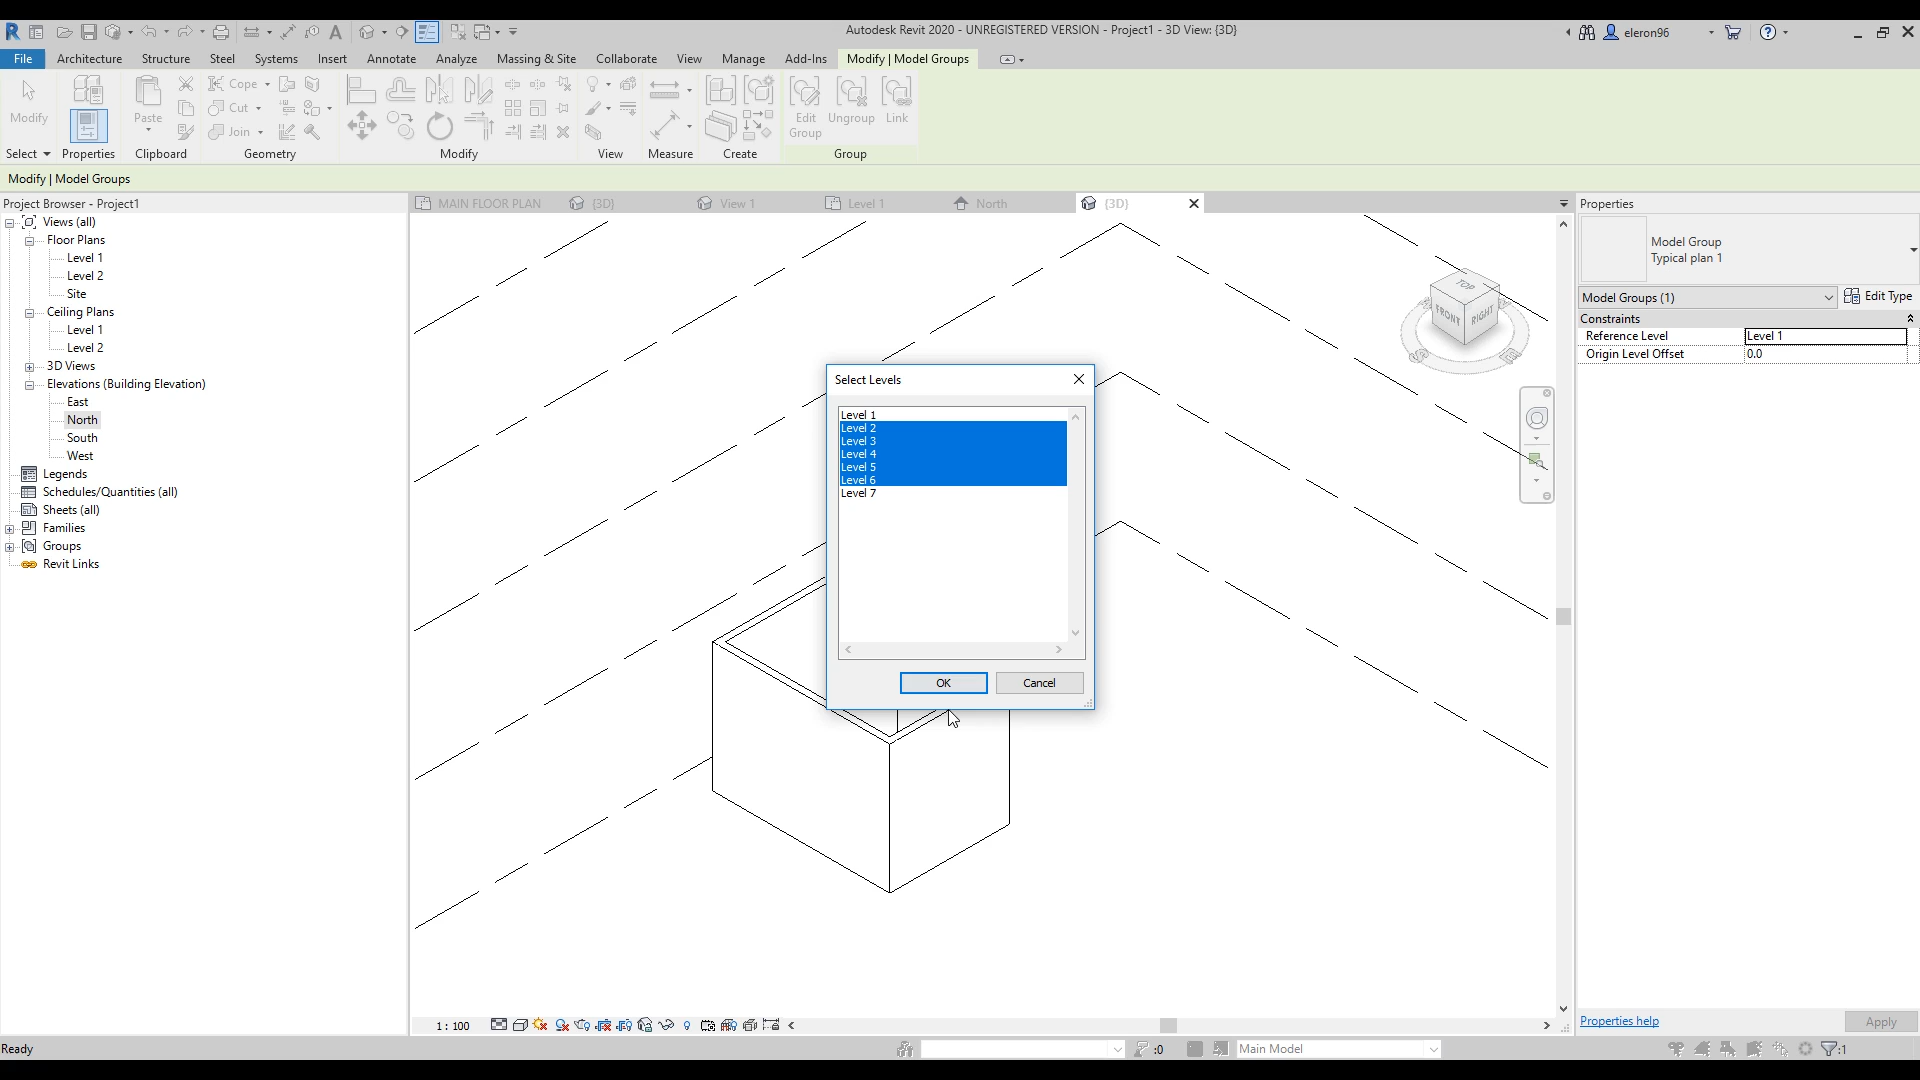 Autodesk Revit 2020 - UNREGISTERED VERSION - Project1 - 3D View: {3D}
eleron96
File Architecture Structure Steel Systems Insert Annotate Analyze Massing & Site Collaborate View Manage Add-Ins Modify | Model Groups
Modify
Paste
Cope
Cut
Join
Edit Group
Ungroup
Link
Select Properties Clipboard Geometry Modify View Measure Create Group
Modify | Model Groups
Project Browser - Project1
Views (all)
Floor Plans
Level 1
Level 2
Site
Ceiling Plans
Level 1
Level 2
3D Views
Elevations (Building Elevation)
East
North
South
West
Legends
Schedules/Quantities (all)
Sheets (all)
Families
Groups
Revit Links
MAIN FLOOR PLAN {3D} View 1 Level 1 North {3D}
TOP
FRONT
RIGHT
Select Levels
Level 1
Level 2
Level 3
Level 4
Level 5
Level 6
Level 7
OK Cancel
Properties
Model Group
Typical plan 1
Model Groups (1) Edit Type
Constraints
Reference Level Level 1
Origin Level Offset 0.0
Properties help Apply
1 : 100
Ready
:0
Main Model
:1